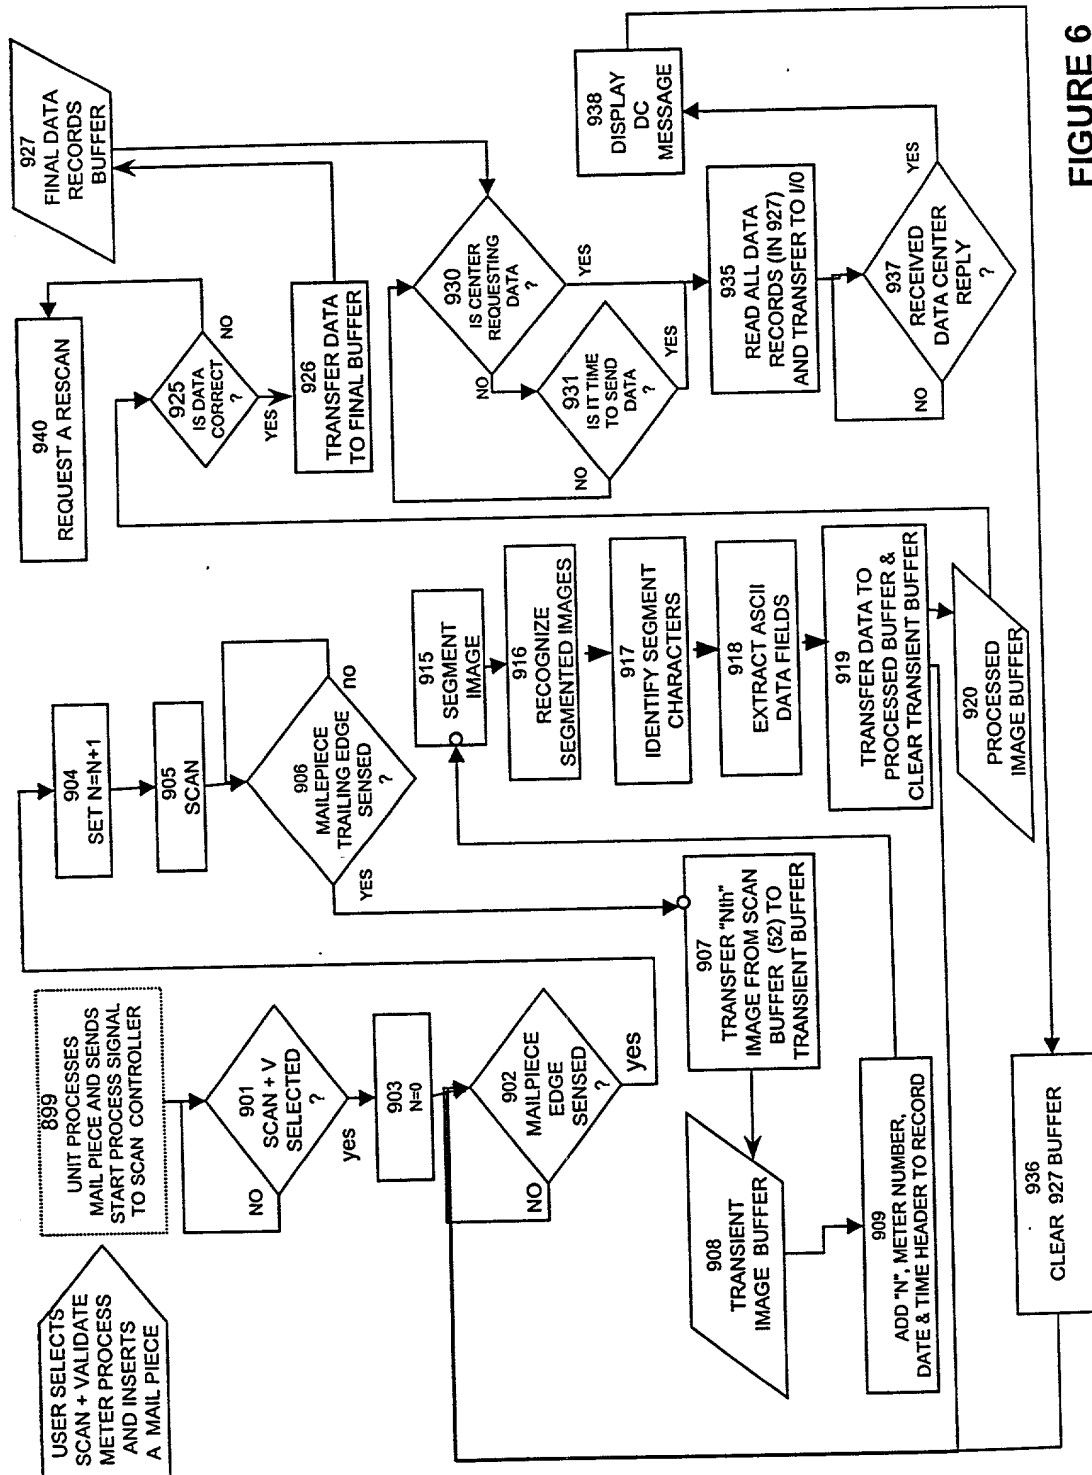 USER SELECTS
SCAN + VALIDATE
METER PROCESS
AND INSERTS
A MAIL PIECE
899
UNIT PROCESSES
MAIL PIECE AND SENDS
START PROCESS SIGNAL
TO SCAN CONTROLLER
901
SCAN + V
SELECTED
?
NO
yes
903
N=0
902
MAILPIECE
EDGE
SENSED
?
NO
yes
904
SET N=N+1
905
SCAN
906
MAILEPIECE
TRAILING EDGE
SENSED
?
no
YES
907
TRANSFER "Nth"
IMAGE FROM SCAN
BUFFER (52) TO
TRANSIENT BUFFER
908
TRANSIENT
IMAGE BUFFER
909
ADD "N", METER NUMBER,
DATE & TIME HEADER TO RECORD
915
SEGMENT
IMAGE
916
RECOGNIZE
SEGMENTED IMAGES
917
IDENTIFY SEGMENT
CHARACTERS
918
EXTRACT ASCII
DATA FIELDS
919
TRANSFER DATA TO
PROCESSED BUFFER &
CLEAR TRANSIENT BUFFER
920
PROCESSED
IMAGE BUFFER
940
REQUEST A RESCAN
925
IS DATA
CORRECT
?
NO
YES
926
TRANSFER DATA
TO FINAL BUFFER
927
FINAL DATA
RECORDS
BUFFER
930
IS CENTER
REQUESTING
DATA
?
NO
YES
931
IS IT TIME
TO SEND
DATA
?
NO
YES
935
READ ALL DATA
RECORDS (IN 927)
AND TRANSFER TO I/0
937
RECEIVED
DATA CENTER
REPLY
?
NO
YES
938
DISPLAY
DC
MESSAGE
936
CLEAR 927 BUFFER
FIGURE 6